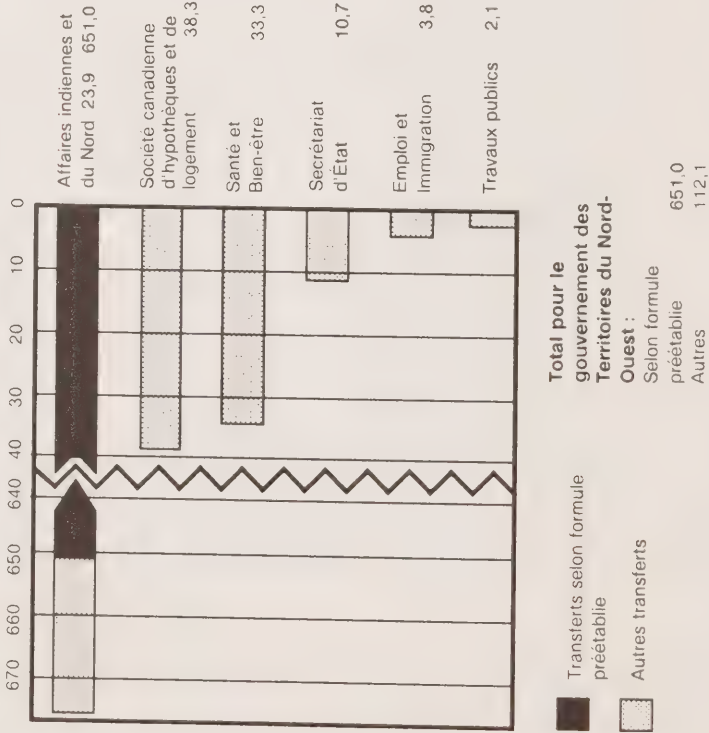 Affaires indiennes et
du Nord 23,9 651,0
Société canadienne
d'hypothèques et de
logement 38,3
Santé et
Bien-être 33,3
Secrétariat
d'État 10,7
Emploi et
Immigration 3,8
Travaux publics 2,1
0
10
20
30
40
640
650
660
670
Transferts selon formule
préétablie
Autres transferts
Total pour le
gouvernement des
Territoires du Nord-
Ouest :
Selon formule
préétablie 651,0
Autres 112,1